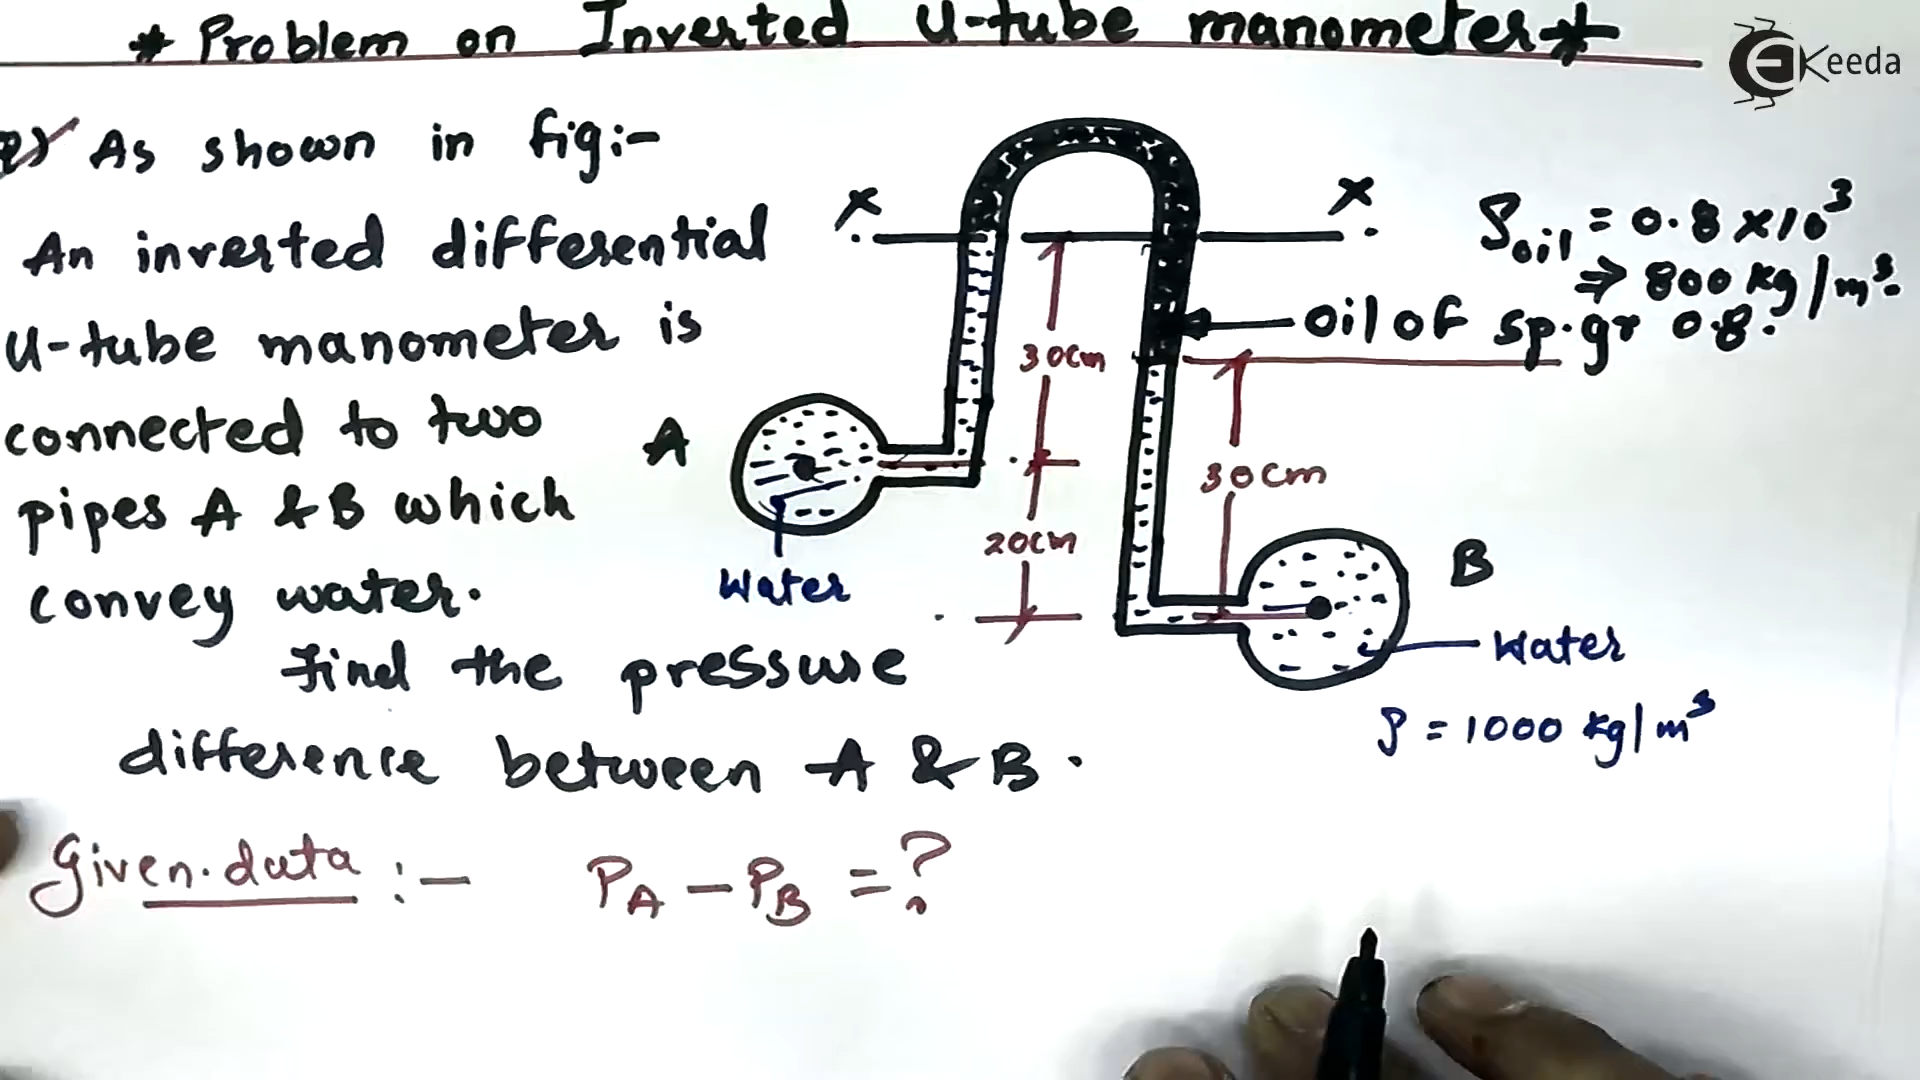 * Problem on Inverted U-tube manometer *
eKeeda
Q) As shown in fig:-
An inverted differential
U-tube manometer is
connected to two
pipes A & B which
convey water.
find the pressure
difference between A & B.
Given data :- PA - PB = ?
x x
ρoil = 0.8 x 10³
⇒ 800 kg/m³.
oil of sp.gr 0.8.
30cm
A
30cm
20cm
Water
B
Water
ρ = 1000 kg/m³